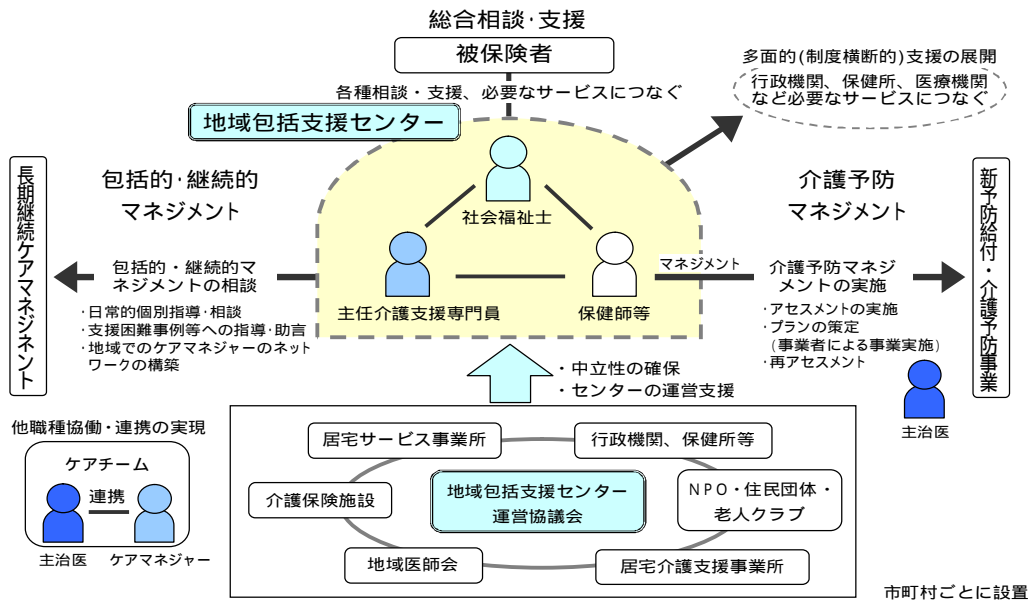 総合相談･支援
被保険者
各種相談・支援、必要なサービスにつなぐ
多面的(制度横断的)支援の展開
行政機関、保健所、医療機関
など必要なサービスにつなぐ
地域包括支援センター
社会福祉士
主任介護支援専門員
保健師等
長期継続ケアマネジネント
包括的･継続的
マネジメント
包括的・継続的マ
ネジメントの相談
･日常的個別指導･相談
･支援困難事例等への指導･助言
･地域でのケアマネジャーのネット
ワークの構築
介護予防
マネジメント
マネジメント
介護予防マネジ
メントの実施
･アセスメントの実施
･プランの策定
(事業者による事業実施)
･再アセスメント
新予防給付・介護予防事業
主治医
・中立性の確保
・センターの運営支援
他職種協働・連携の実現
ケアチーム
連携
主治医
ケアマネジャー
居宅サービス事業所
行政機関、保健所等
介護保険施設
地域包括支援センター
運営協議会
NPO・住民団体・
老人クラブ
地域医師会
居宅介護支援事業所
市町村ごとに設置